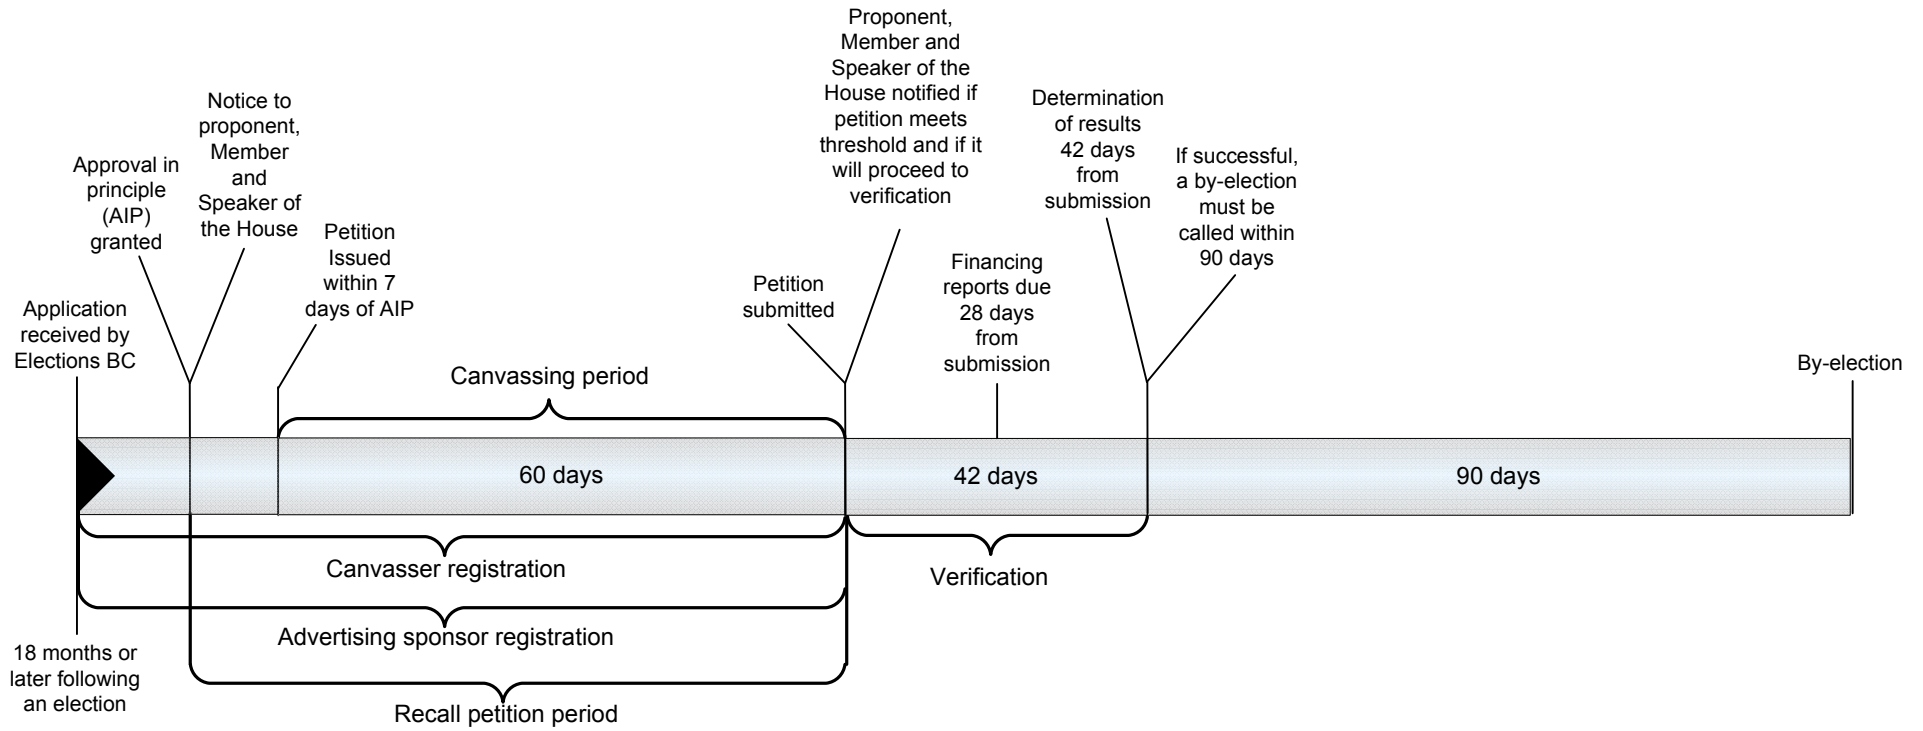 Proponent,
Member and
Speaker of the
House notified if
petition meets
threshold and if it
will proceed to
verification
Notice to
proponent,
Member
and
Speaker of
the House
Determination
of results
42 days
from
submission
Approval in
principle
(AIP)
granted
If successful,
a by-election
must be
called within
90 days
Petition
Issued
within 7
days of AIP
Petition
submitted
Financing
reports due
28 days
from
submission
Application
received by
Elections BC
Canvassing period
By-election
60 days
42 days
90 days
Canvasser registration
Verification
Advertising sponsor registration
18 months or
later following
an election
Recall petition period